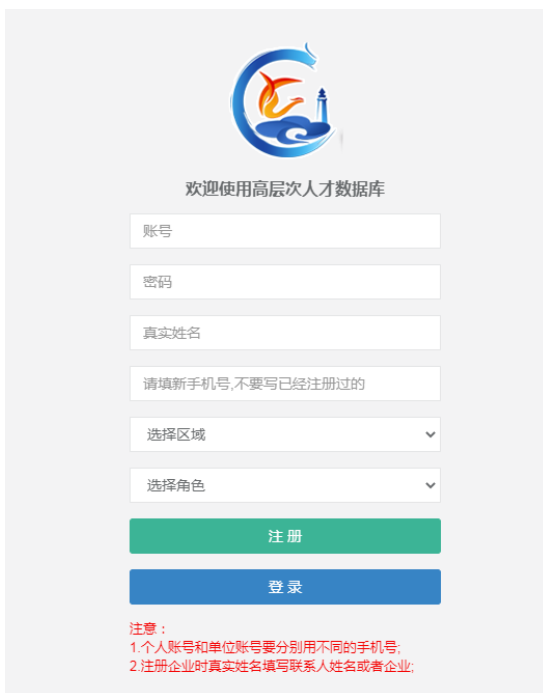 欢迎使用高层次人才数据库
账号
密码
真实姓名
请填新手机号,不要写已经注册过的
选择区域
选择角色
注 册
登 录
注意：
1.个人账号和单位账号要分别用不同的手机号;
2.注册企业时真实姓名填写联系人姓名或者企业;